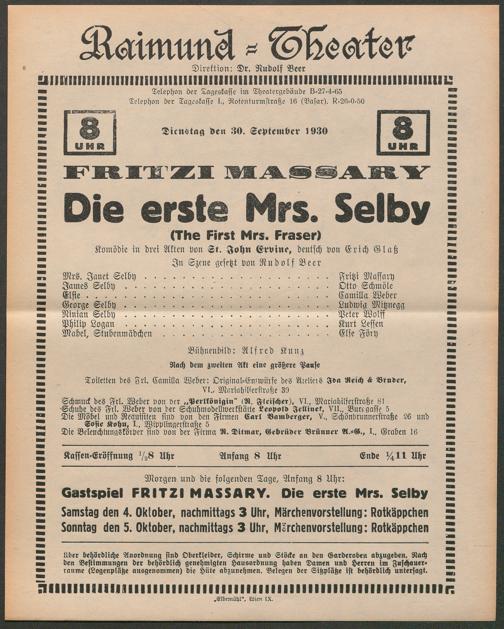 Raimund-Theater
Direktion: Dr. Rudolf Beer
Telephon der Tageskasse im Theatergebäude B-27-4-65
Telephon der Tageskasse I., Rotenturmstraße 16 (Basar). R-26-0-50
8 UHR
Dienstag den 30. September 1930
8 UHR
FRITZI MASSARY
Die erste Mrs. Selby
(The First Mrs. Fraser)
Komödie in drei Akten von St. John Ervine, deutsch von Erich Glaß
In Szene gesetzt von Rudolf Beer
Mrs. Janet Selby . . . Fritzi Massary
James Selby . . . Otto Schmöle
Elsie . . . Camilla Weber
George Selby . . . Ludwig Mitznegg
Ninian Selby . . . Peter Wolff
Philip Logan . . . Kurt Lessen
Mabel, Stubenmädchen . . . Else Föry
Bühnenbild: Alfred Kunz
Nach dem zweiten Akt eine größere Pause
Toiletten des Frl. Camilla Weber: Original-Entwürfe des Ateliers Ida Reich & Bruder,
VI., Mariahilferstraße 39
Schmuck des Frl. Weber von der „Perlkönigin" (R. Fleischer), VI., Mariahilferstraße 81
Schuhe des Frl. Weber von der Schuhmodellwerkstätte Leopold Jellinek, VII., Burggasse 5
Die Möbel und Requisiten sind von den Firmen Carl Bamberger, V., Schönbrunnerstraße 26 und
Sofie Kohn, I., Wipplingerstraße 5
Die Beleuchtungskörper sind von der Firma R. Ditmar, Gebrüder Brünner A.-G., I., Graben 16
Kassen-Eröffnung ½8 Uhr Anfang 8 Uhr Ende ¼11 Uhr
Morgen und die folgenden Tage, Anfang 8 Uhr:
Gastspiel FRITZI MASSARY. Die erste Mrs. Selby
Samstag den 4. Oktober, nachmittags 3 Uhr, Märchenvorstellung: Rotkäppchen
Sonntag den 5. Oktober, nachmittags 3 Uhr, Märchenvorstellung: Rotkäppchen
Über behördliche Anordnung sind Oberkleider, Schirme und Stöcke an den Garderoben abzugeben. Nach
den Bestimmungen der behördlich genehmigten Hausordnung haben Damen und Herren im Zuschauer-
raume (Logenplätze ausgenommen) die Hüte abzunehmen. Belegen der Sitzplätze ist behördlich untersagt.
„Elbemühl", Wien IX.